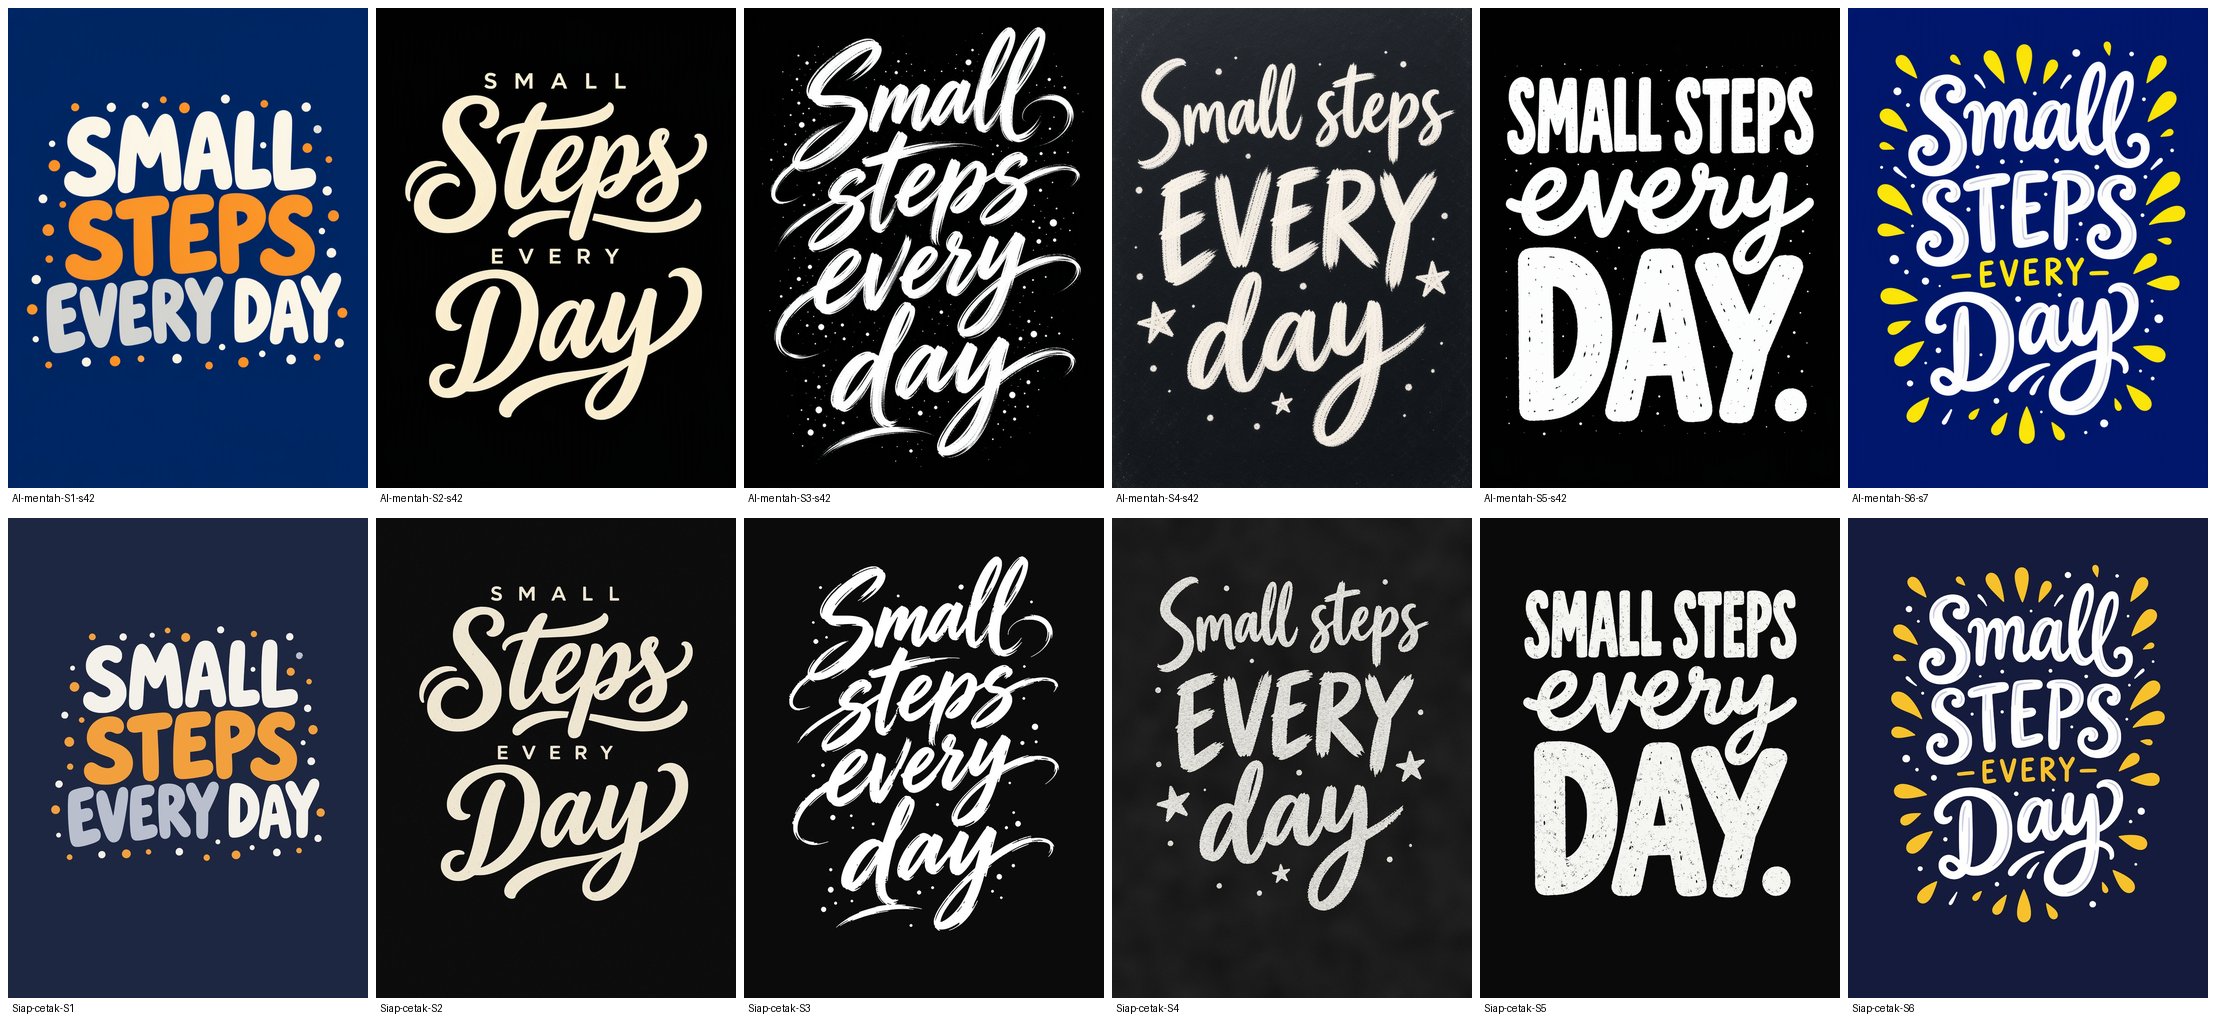 SMALL
STEPS
EVERY DAY
AI-mentah-S1-s42
SMALL
Steps
EVERY
Day
AI-mentah-S2-s42
Small
steps
every
day
AI-mentah-S3-s42
Small steps
EVERY
day
AI-mentah-S4-s42
SMALL STEPS
every
DAY.
AI-mentah-S5-s42
Small
STEPS
EVERY
Day
AI-mentah-S6-s7
SMALL
STEPS
EVERY DAY
Siap-cetak-S1
SMALL
Steps
EVERY
Day
Siap-cetak-S2
Small
steps
every
day
Siap-cetak-S3
Small steps
EVERY
day
Siap-cetak-S4
SMALL STEPS
every
DAY.
Siap-cetak-S5
Small
STEPS
EVERY
Day
Siap-cetak-S6